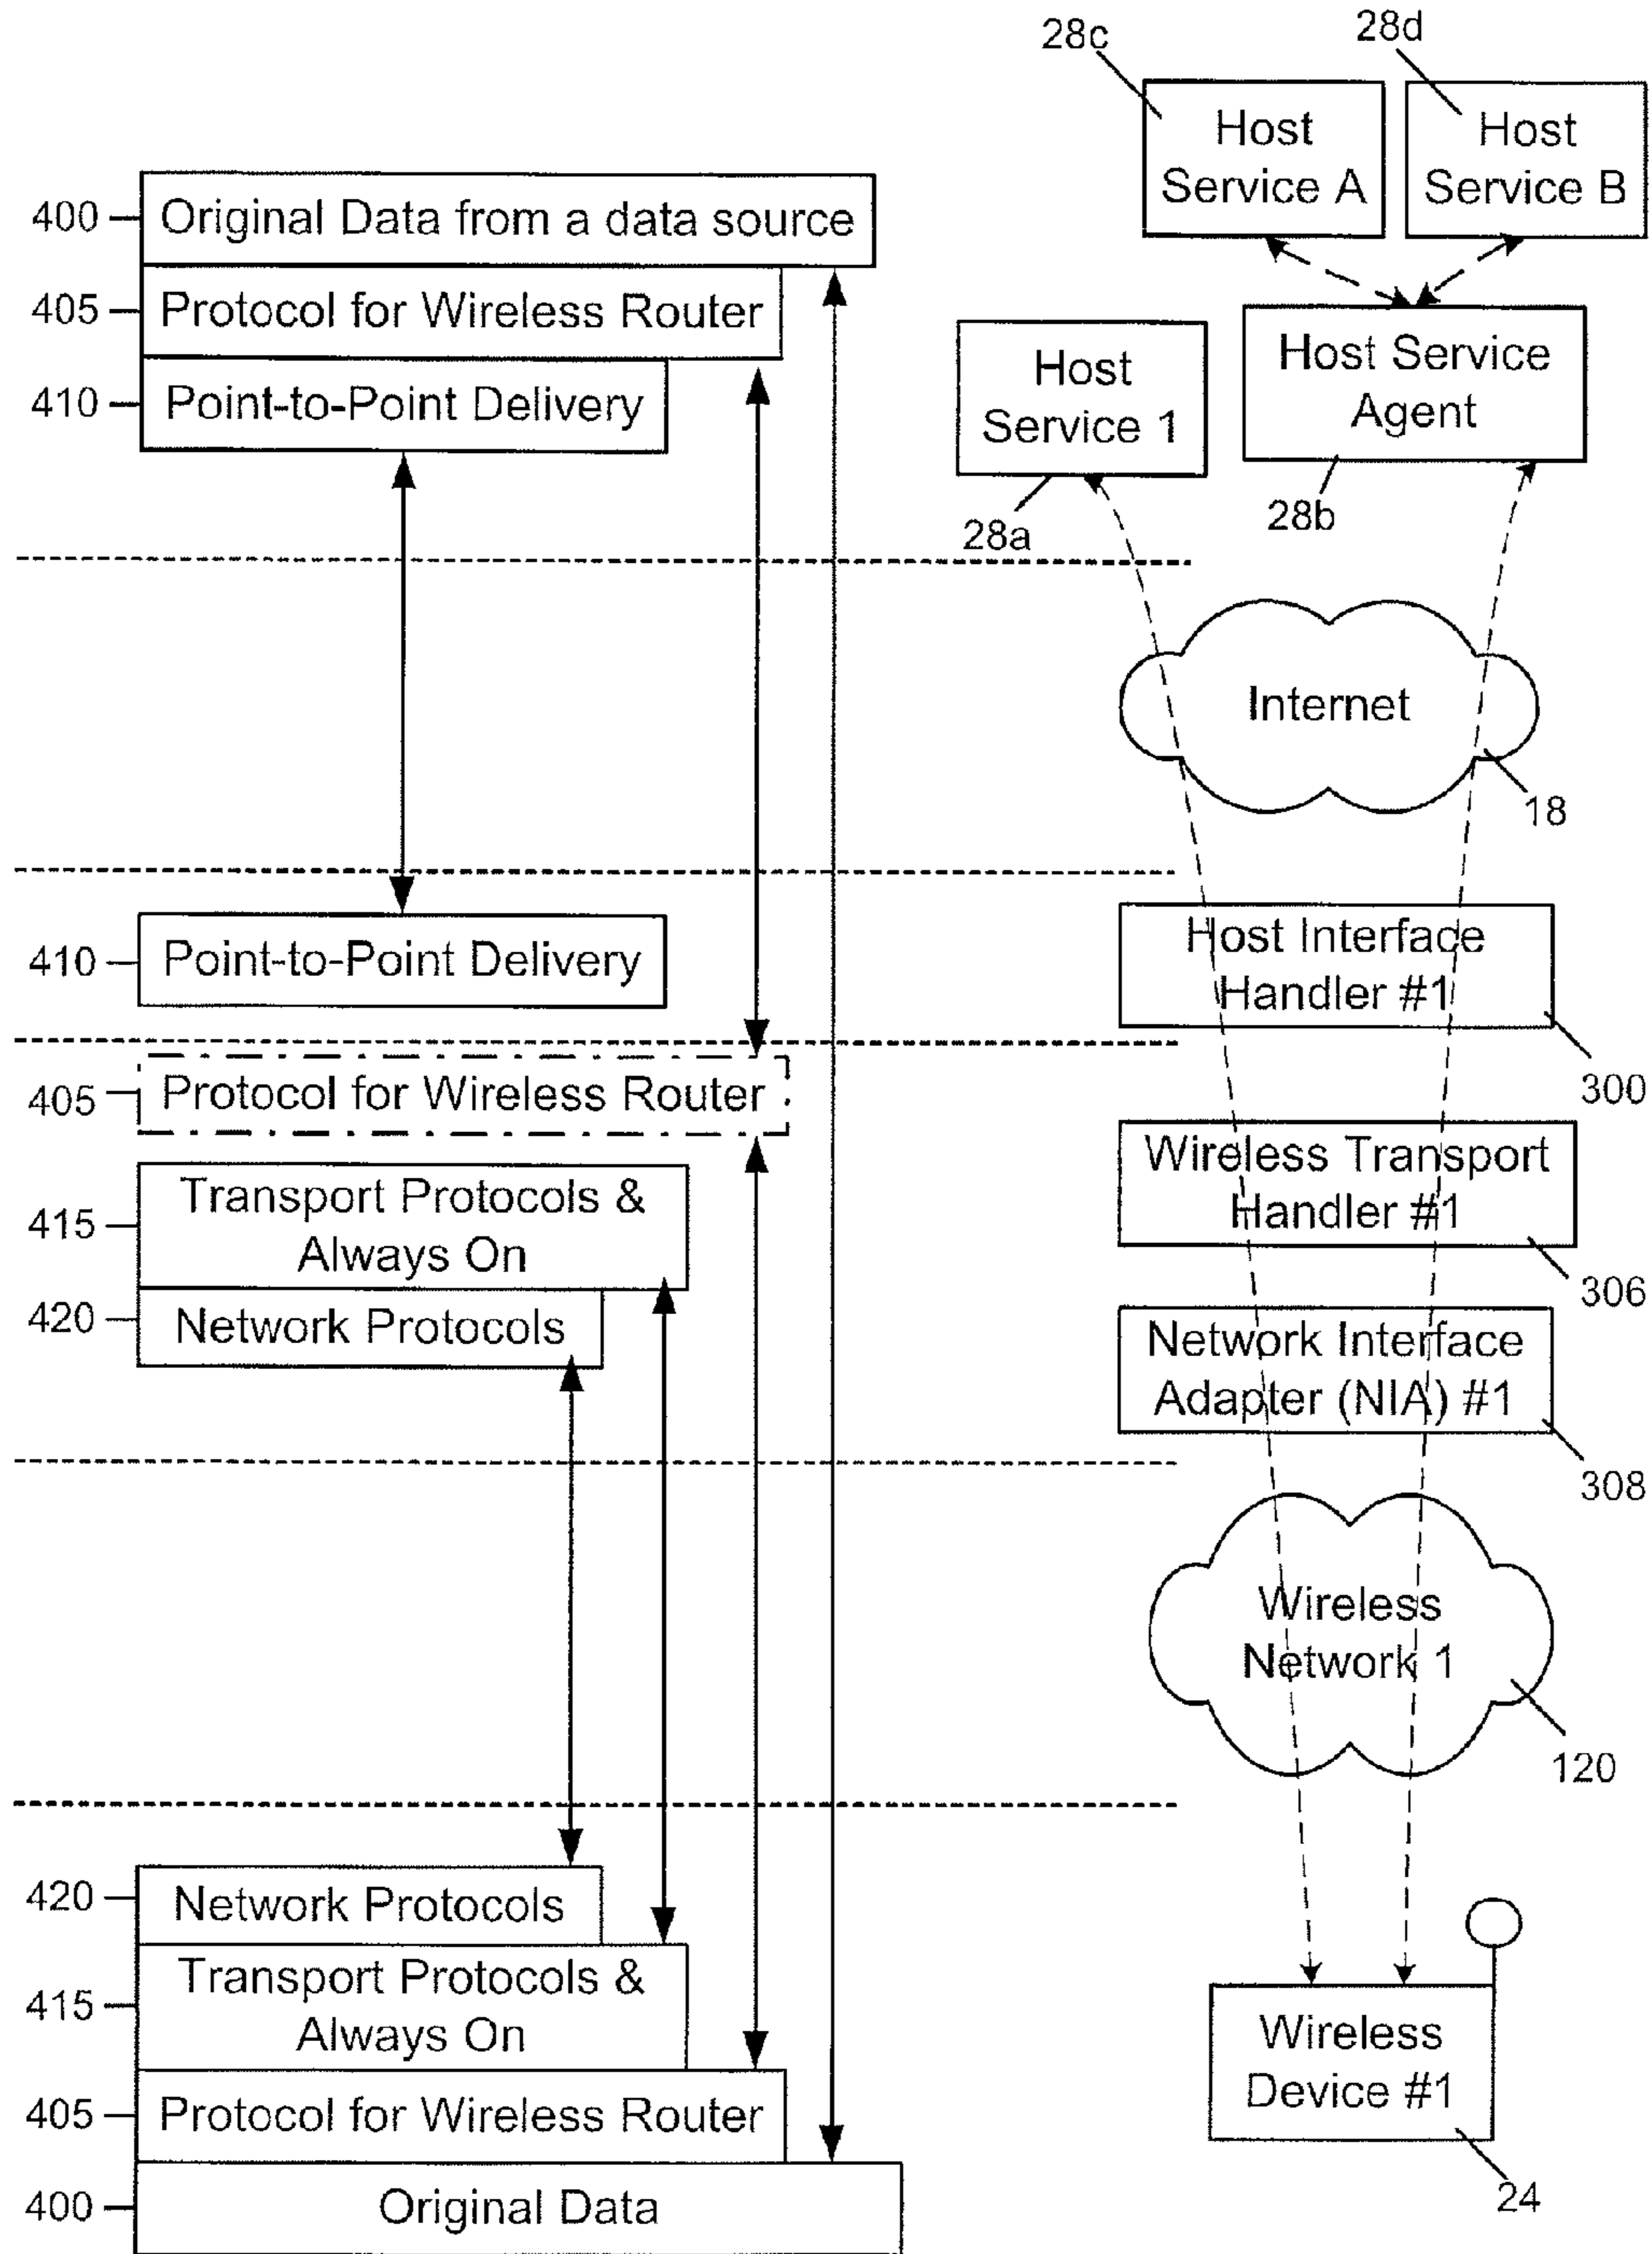 28c
28d
Host
Service A
Host
Service B
400
Original Data from a data source
405
Protocol for Wireless Router
410
Point-to-Point Delivery
Host
Service 1
Host Service
Agent
28a
28b
Internet
18
410
Point-to-Point Delivery
Host Interface
Handler #1
300
405
Protocol for Wireless Router
415
Transport Protocols &
Always On
Wireless Transport
Handler #1
306
420
Network Protocols
Network Interface
Adapter (NIA) #1
308
Wireless
Network 1
120
420
Network Protocols
415
Transport Protocols &
Always On
405
Protocol for Wireless Router
400
Original Data
Wireless
Device #1
24